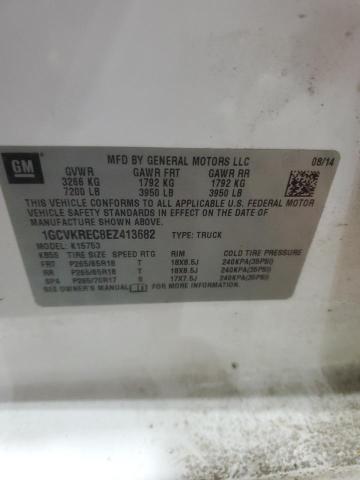 GM
MFD BY GENERAL MOTORS LLC 08/14
GVWR GAWR FRT GAWR RR
3266 KG 1792 KG 1792 KG
7200 LB 3950 LB 3950 LB
THIS VEHICLE CONFORMS TO ALL APPLICABLE U.S. FEDERAL MOTOR
VEHICLE SAFETY STANDARDS IN EFFECT ON THE DATE OF
MANUFACTURE SHOWN ABOVE.
1GCVKREC8EZ413682 TYPE: TRUCK
MODEL: K15753
TIRE SIZE SPEED RTG RIM COLD TIRE PRESSURE
FRT P265/65R18 T 18X8.5J 240KPA(35PSI)
RR P265/65R18 T 18X8.5J 240KPA(35PSI)
SPA P265/70R17 S 17X7.5J 240KPA(35PSI)
SEE OWNER'S MANUAL